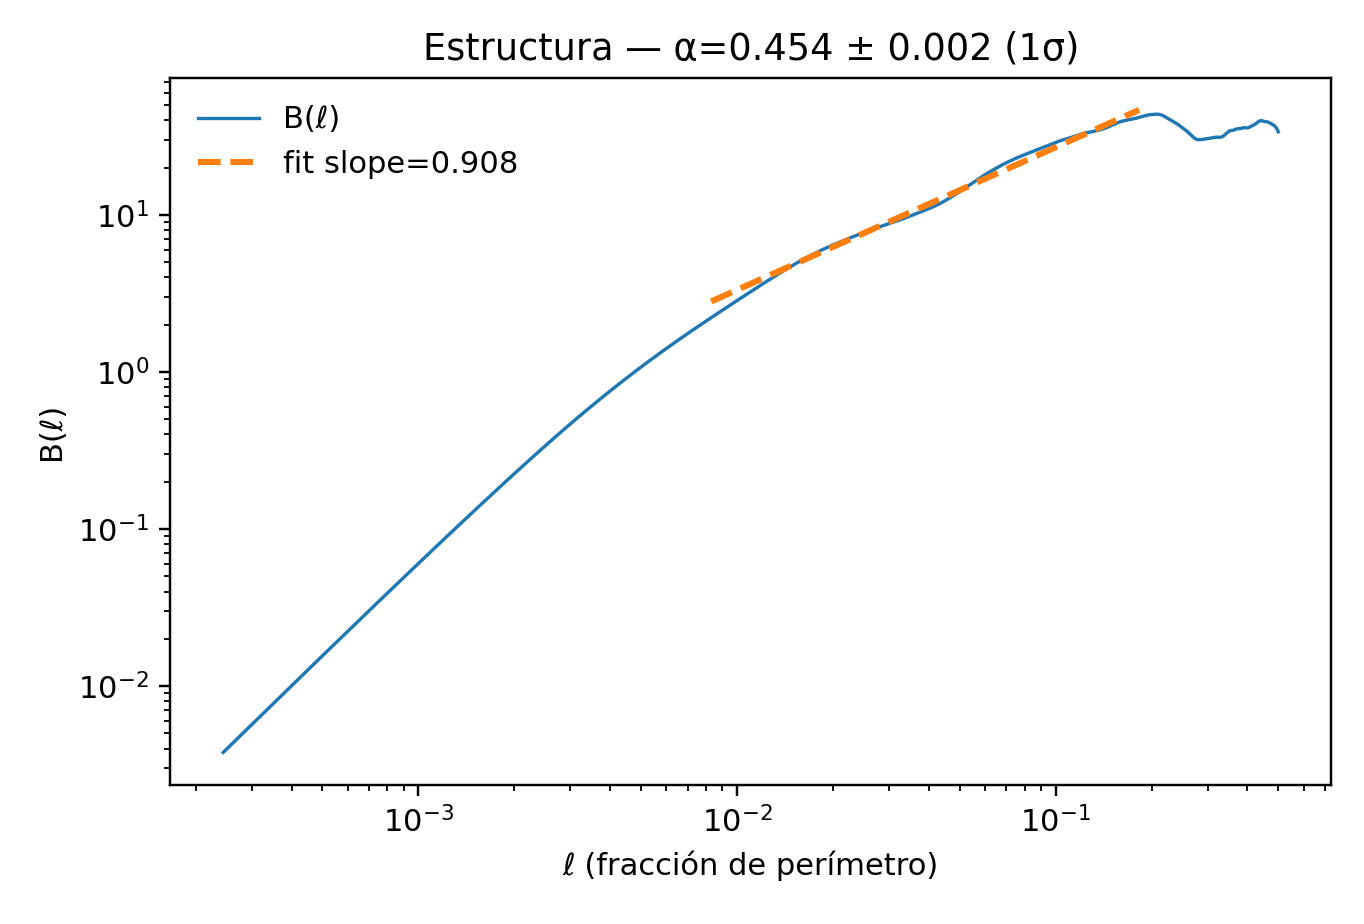 Estructura — α=0.454 ± 0.002 (1σ)
B(ℓ)
fit slope=0.908
10¹
10⁰
10⁻¹
10⁻²
B(ℓ)
10⁻³
10⁻²
10⁻¹
ℓ (fracción de perímetro)